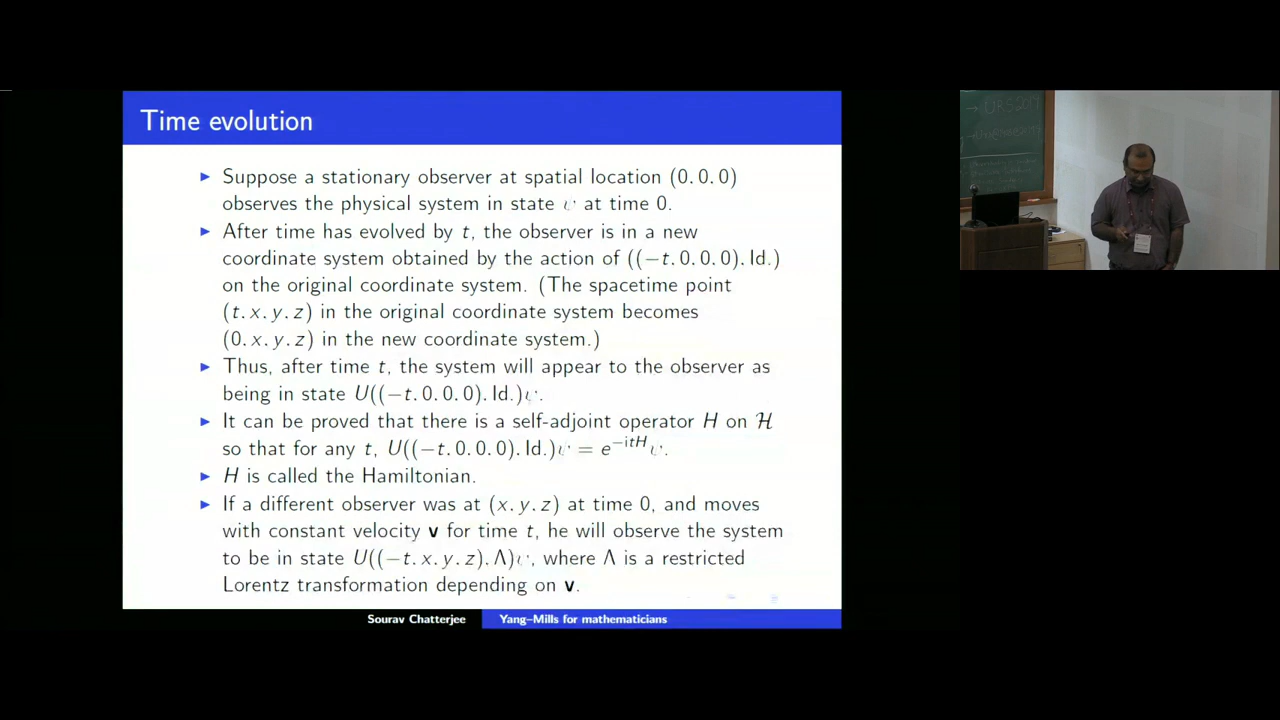 Time evolution
▶ Suppose a stationary observer at spatial location (0, 0, 0)
observes the physical system in state ψ at time 0.
▶ After time has evolved by t, the observer is in a new
coordinate system obtained by the action of ((−t, 0, 0, 0), Id.)
on the original coordinate system. (The spacetime point
(t, x, y, z) in the original coordinate system becomes
(0, x, y, z) in the new coordinate system.)
▶ Thus, after time t, the system will appear to the observer as
being in state U((−t, 0, 0, 0), Id.)ψ.
▶ It can be proved that there is a self-adjoint operator H on ℋ
so that for any t, U((−t, 0, 0, 0), Id.)ψ = e^{−itH}ψ.
▶ H is called the Hamiltonian.
▶ If a different observer was at (x, y, z) at time 0, and moves
with constant velocity v for time t, he will observe the system
to be in state U((−t, x, y, z), Λ)ψ, where Λ is a restricted
Lorentz transformation depending on v.
Sourav Chatterjee Yang–Mills for mathematicians